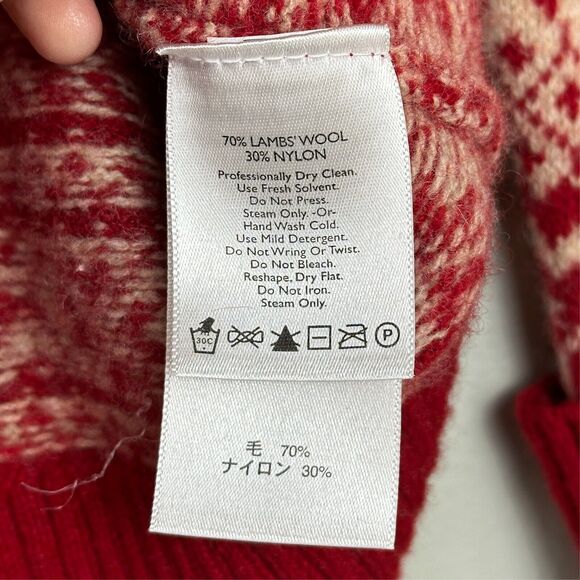 70% LAMBS' WOOL
30% NYLON
Professionally Dry Clean.
Use Fresh Solvent.
Do Not Press.
Steam Only. -Or-
Hand Wash Cold.
Use Mild Detergent.
Do Not Wring Or Twist.
Do Not Bleach.
Reshape, Dry Flat.
Do Not Iron.
Steam Only.
30C P
毛 70%
ナイロン 30%